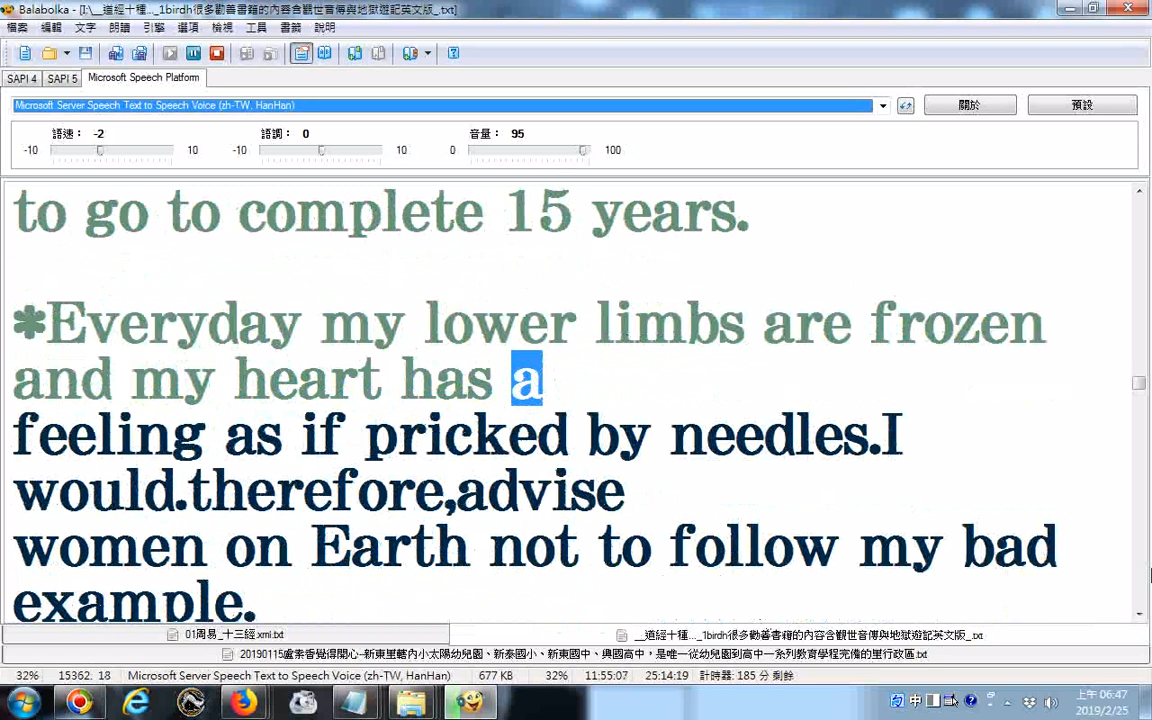 Balabolka - [I:\__道經十種..._1birdh很多勸善書籍的內容含觀世音傳與地獄遊記英文版_.txt]
檔案 編輯 文字 朗讀 引擎 選項 檢視 工具 書籤 說明
SAPI 4 SAPI 5 Microsoft Speech Platform
Microsoft Server Speech Text to Speech Voice (zh-TW, HanHan)
關於 預設
語速： -2 語調： 0 音量： 95
-10 10 -10 10 0 100
to go to complete 15 years.
*Everyday my lower limbs are frozen
and my heart has a
feeling as if pricked by needles.I
would.therefore,advise
women on Earth not to follow my bad
example.
01周易_十三經.xml.txt __道經十種..._1birdh很多勸善書籍的內容含觀世音傳與地獄遊記英文版_.txt
20190115盧素香覺得開心-新東里轄內小太陽幼兒園、新泰國小、新東國中、興國高中，是唯一從幼兒園到高中一系列教育學程完備的里行政區.txt
32% 15362: 18 Microsoft Server Speech Text to Speech Voice (zh-TW, HanHan) 677 KB 32% 11:55:07 25:14:19 計時器：185 分 剩餘
中 上午 06:47
2019/2/25